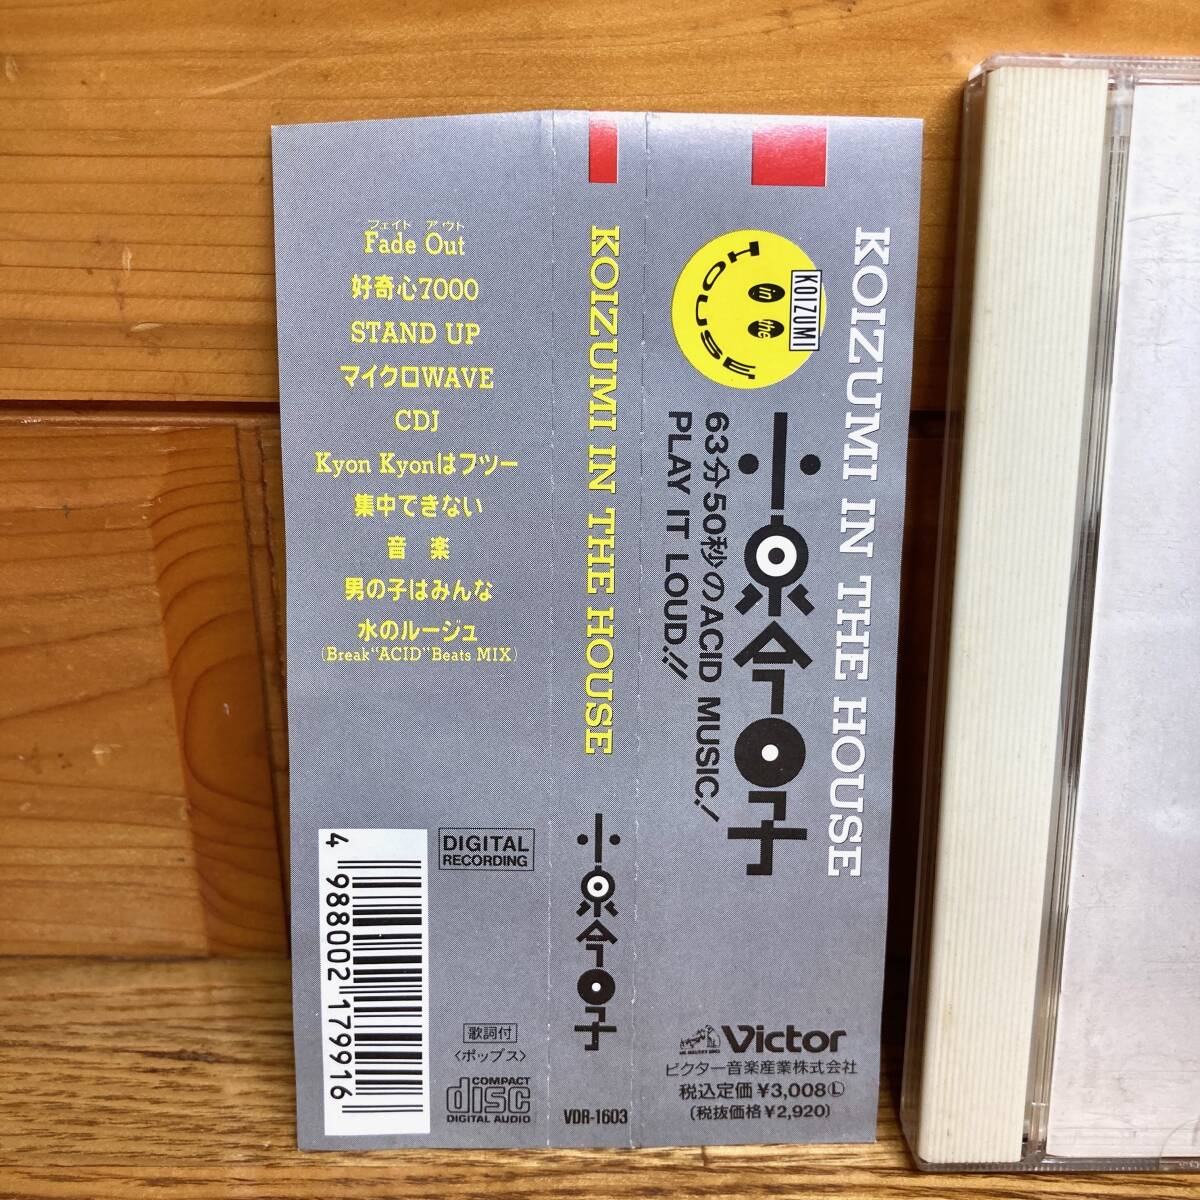 フェイト アウト
Fade Out
好奇心7000
STAND UP
マイクロWAVE
CDJ
Kyon Kyonはフツー
集中できない
音楽
男の子はみんな
水のルージュ
(Break "ACID" Beats MIX)
DIGITAL
RECORDING
4 988002 179916
歌詞付
〈ポップス〉
COMPACT
disc
DIGITAL AUDIO
KOIZUMI IN THE HOUSE
小泉今日子
VDR-1603
KOIZUMI IN THE HOUSE
KOIZUMI
in me
HOUSE
小泉今日子
63分50秒のACID MUSIC!
PLAY IT LOUD!!
Victor
ビクター音楽産業株式会社
税込定価¥3,008Ⓛ
(税抜価格¥2,920)